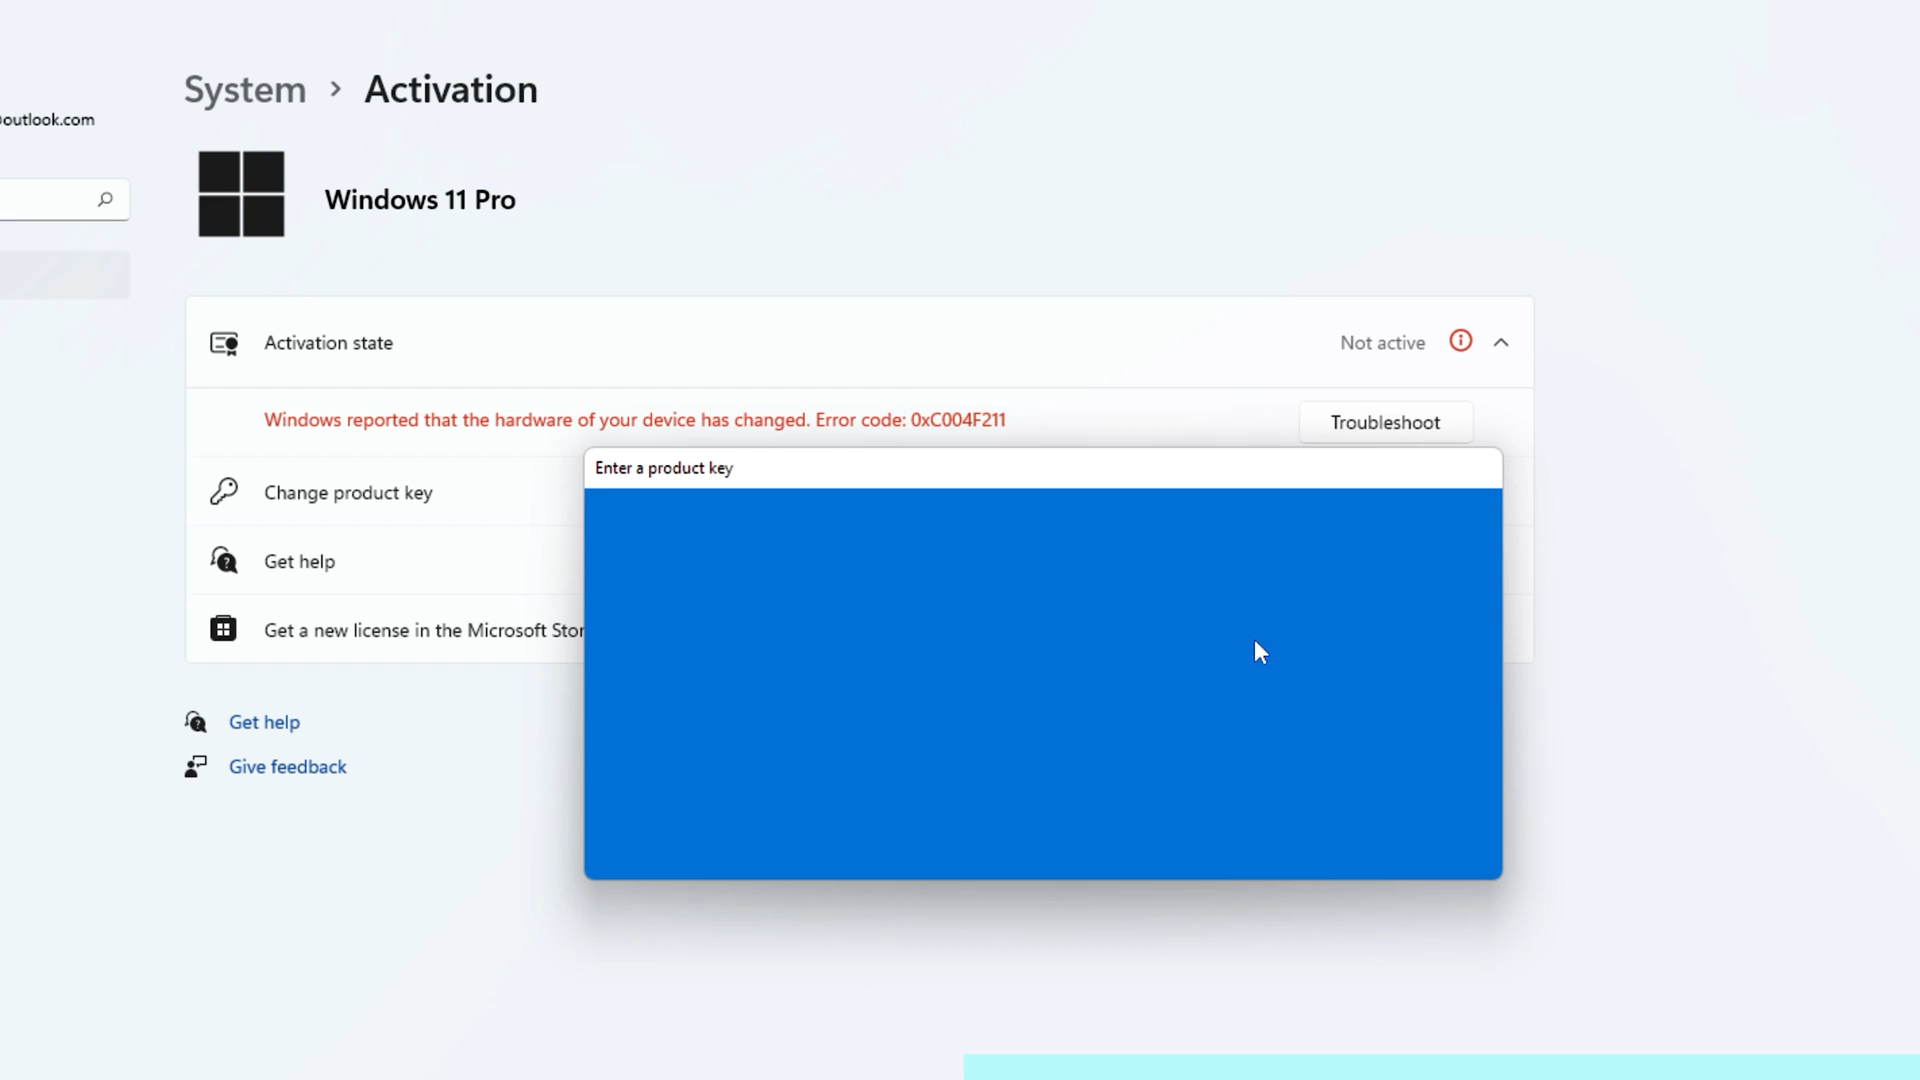 System > Activation
outlook.com
Windows 11 Pro
Activation state
Not active
Windows reported that the hardware of your device has changed. Error code: 0xC004F211
Troubleshoot
Enter a product key
Change product key
Get help
Get a new license in the Microsoft
Get help
Give feedback